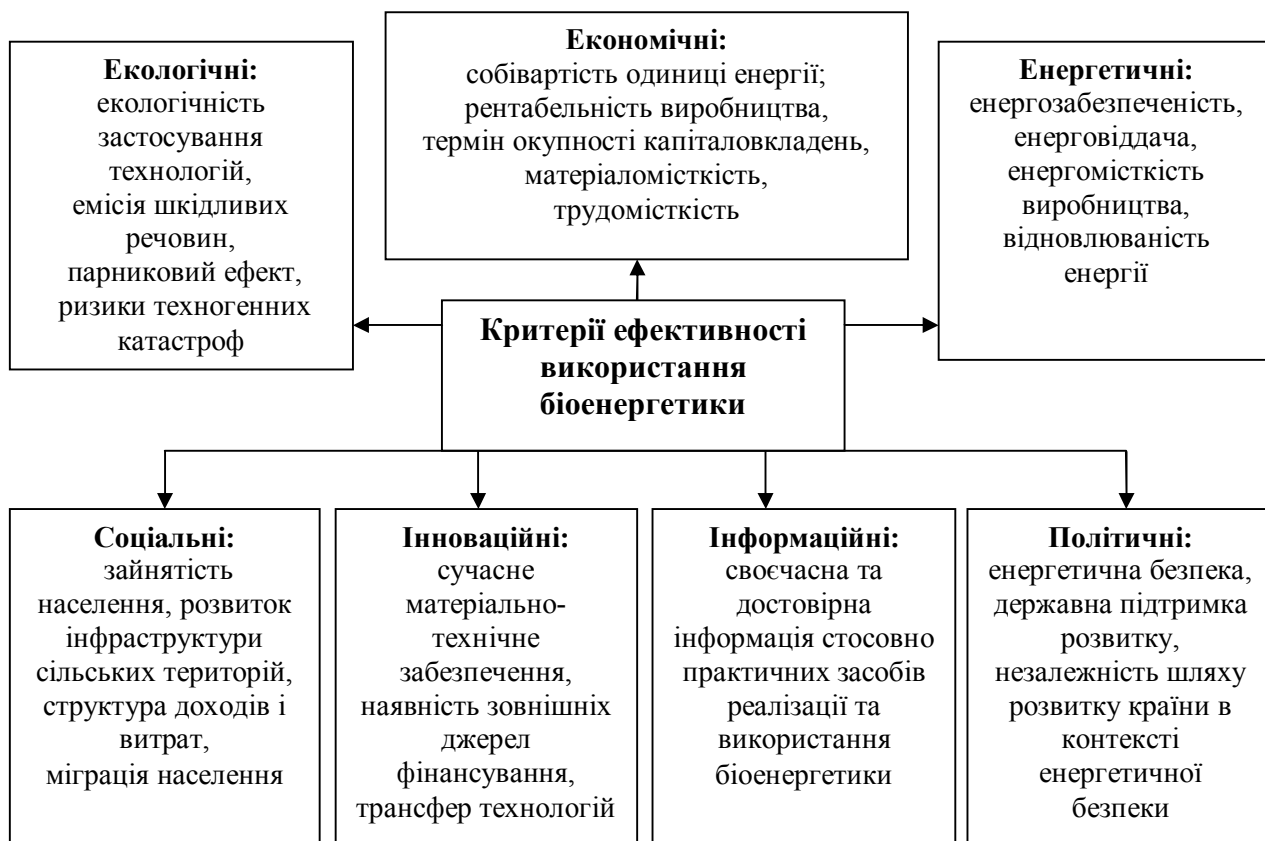 Екологічні:
екологічність
застосування
технологій,
емісія шкідливих
речовин,
парниковий ефект,
ризики техногенних
катастроф
Економічні:
собівартість одиниці енергії;
рентабельність виробництва,
термін окупності капіталовкладень,
матеріаломісткість,
трудомісткість
Енергетичні:
енергозабезпеченість,
енерговіддача,
енергомісткість
виробництва,
відновлюваність
енергії
Критерії ефективності
використання
біоенергетики
Соціальні:
зайнятість
населення, розвиток
інфраструктури
сільських територій,
структура доходів і
витрат,
міграція населення
Інноваційні:
сучасне
матеріально-
технічне
забезпечення,
наявність зовнішніх
джерел
фінансування,
трансфер технологій
Інформаційні:
своєчасна та
достовірна
інформація стосовно
практичних засобів
реалізації та
використання
біоенергетики
Політичні:
енергетична безпека,
державна підтримка
розвитку,
незалежність шляху
розвитку країни в
контексті
енергетичної
безпеки